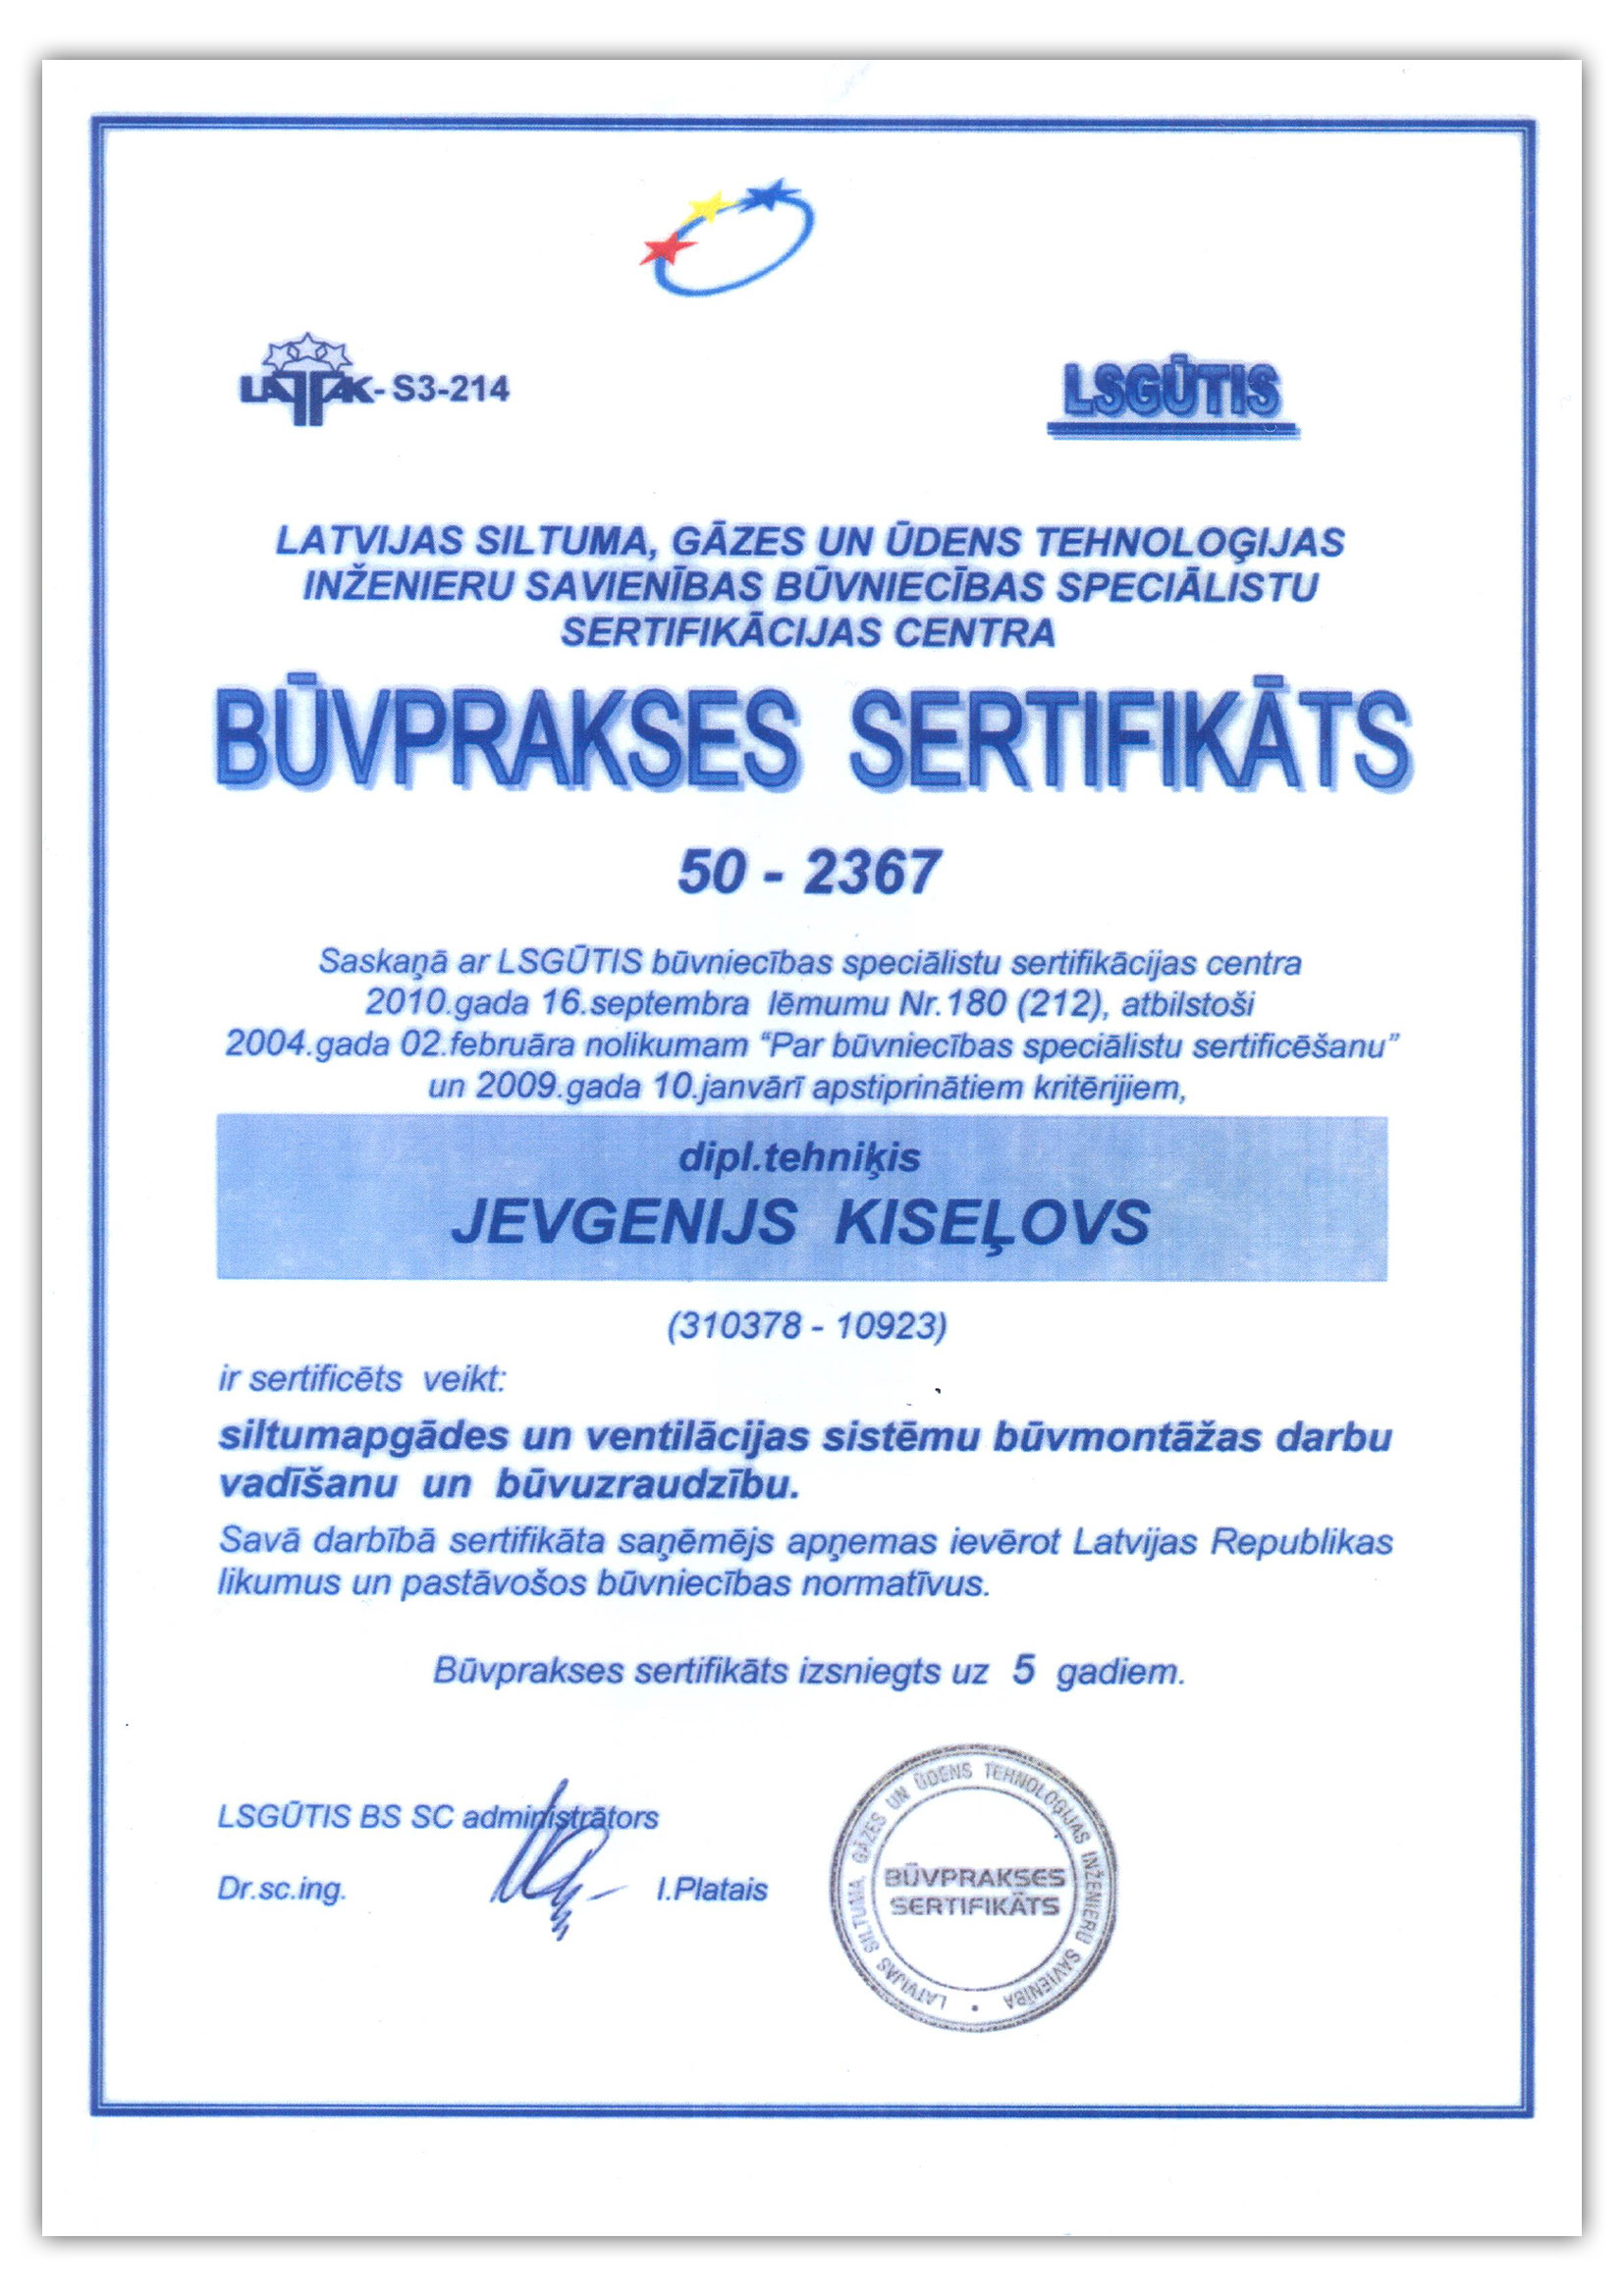 LATAK - S3-214
LSGŪTIS
LATVIJAS SILTUMA, GĀZES UN ŪDENS TEHNOLOĢIJAS
INŽENIERU SAVIENĪBAS BŪVNIECĪBAS SPECIĀLISTU
SERTIFIKĀCIJAS CENTRA
BŪVPRAKSES SERTIFIKĀTS
50 - 2367
Saskaņā ar LSGŪTIS būvniecības speciālistu sertifikācijas centra
2010.gada 16.septembra lēmumu Nr.180 (212), atbilstoši
2004.gada 02.februāra nolikumam “Par būvniecības speciālistu sertificēšanu”
un 2009.gada 10.janvārī apstiprinātiem kritērijiem,
dipl.tehniķis
JEVGENIJS KISEĻOVS
(310378 - 10923)
ir sertificēts veikt:
siltumapgādes un ventilācijas sistēmu būvmontāžas darbu
vadīšanu un būvuzraudzību.
Savā darbībā sertifikāta saņēmējs apņemas ievērot Latvijas Republikas
likumus un pastāvošos būvniecības normatīvus.
Būvprakses sertifikāts izsniegts uz 5 gadiem.
LSGŪTIS BS SC administrātors
Dr.sc.ing. I.Platais
LATVIJAS SILTUMA, GĀZES UN ŪDENS TEHNOLOĢIJAS INŽENIERU SAVIENĪBA
BŪVPRAKSES
SERTIFIKĀTS